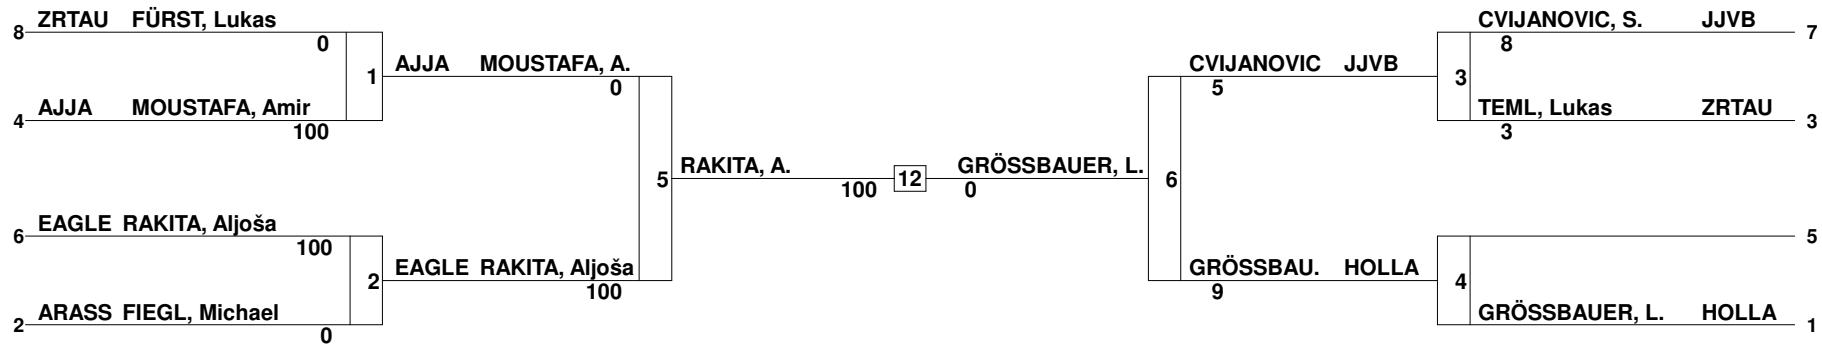 8 ZRTAU FÜRST, Lukas
0
1
AJJA MOUSTAFA, A.
0
4 AJJA MOUSTAFA, Amir
100
5
RAKITA, A.
100
12
GRÖSSBAUER, L.
0
6 EAGLE RAKITA, Aljoša
100
2
EAGLE RAKITA, Aljoša
100
2 ARASS FIEGL, Michael
0
CVIJANOVIC, S. JJVB 7
8
CVIJANOVIC JJVB
5
3
TEML, Lukas ZRTAU 3
3
6
5
GRÖSSBAU. HOLLA
9
4
GRÖSSBAUER, L. HOLLA 1